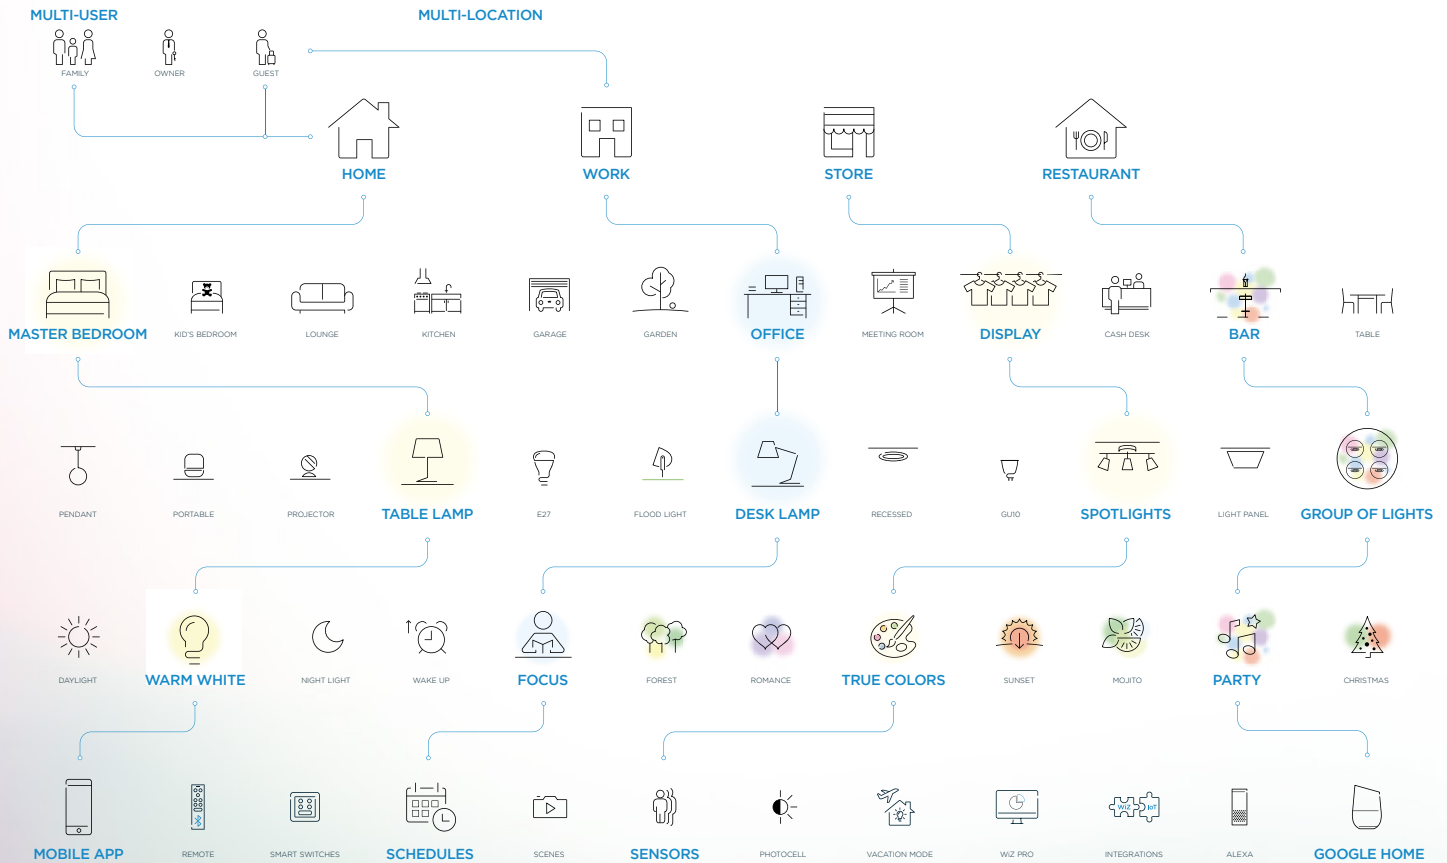 MULTI-USER
MULTI-LOCATION
FAMILY
OWNER
GUEST
HOME
WORK
STORE
RESTAURANT
MASTER BEDROOM
KID'S BEDROOM
LOUNGE
KITCHEN
GARAGE
GARDEN
OFFICE
MEETING ROOM
DISPLAY
CASH DESK
BAR
TABLE
PENDANT
PORTABLE
PROJECTOR
TABLE LAMP
E27
FLOOD LIGHT
DESK LAMP
RECESSED
GU10
SPOTLIGHTS
LIGHT PANEL
GROUP OF LIGHTS
DAYLIGHT
WARM WHITE
NIGHT LIGHT
WAKE UP
FOCUS
FOREST
ROMANCE
TRUE COLORS
SUNSET
MOJITO
PARTY
CHRISTMAS
WiZ IoT
MOBILE APP
REMOTE
SMART SWITCHES
SCHEDULES
SCENES
SENSORS
PHOTOCELL
VACATION MODE
WiZ PRO
INTEGRATIONS
ALEXA
GOOGLE HOME